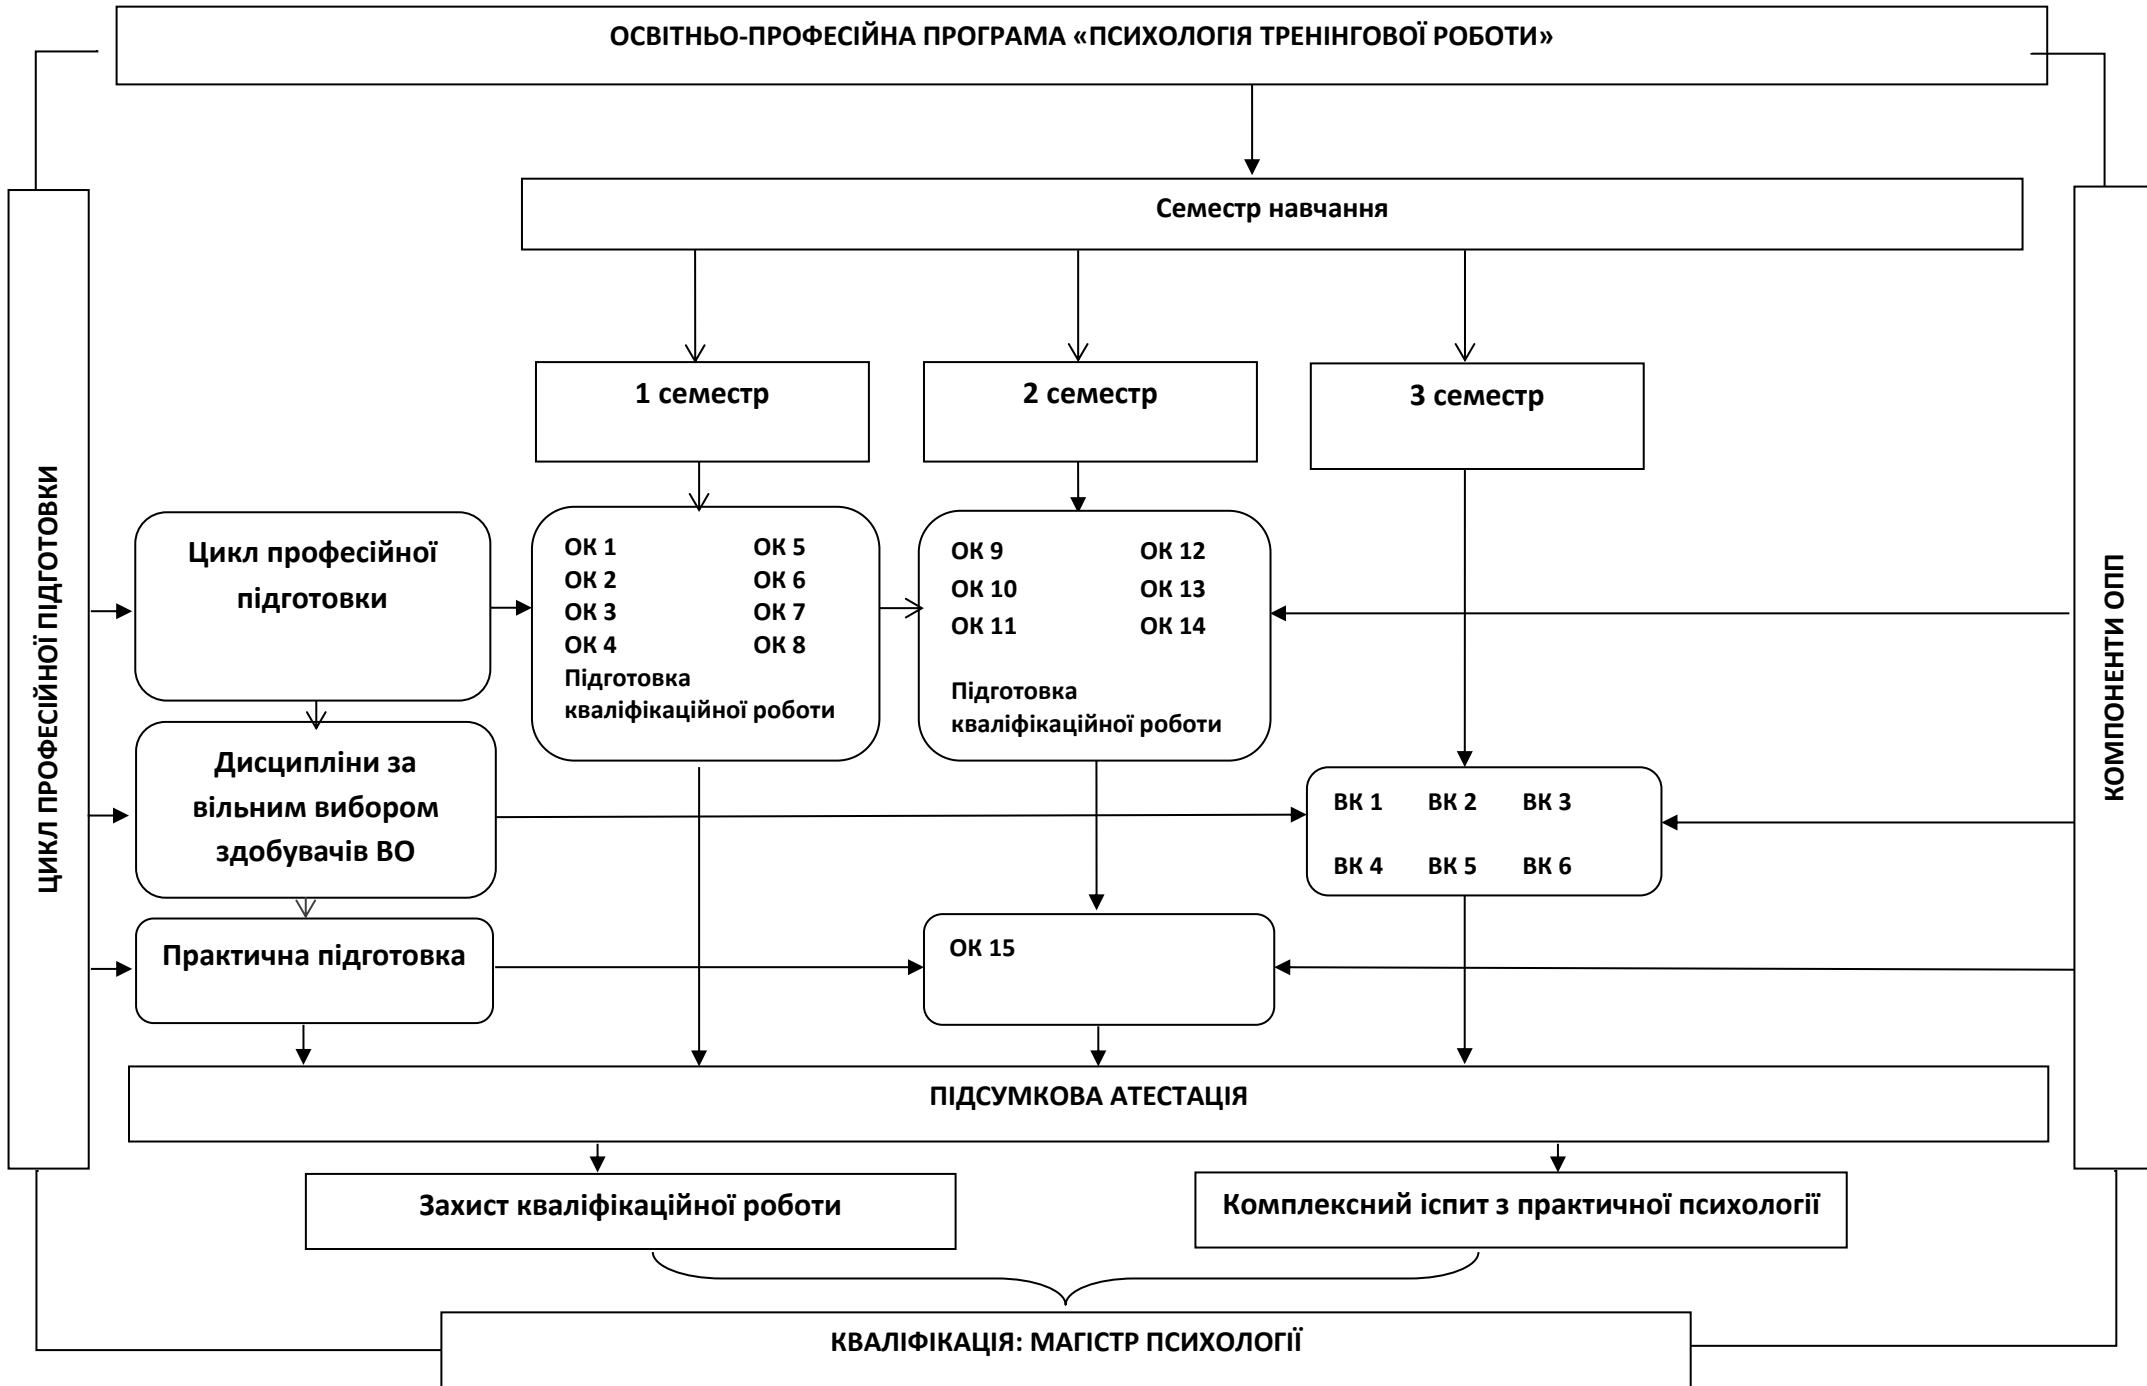 ОСВІТНЬО-ПРОФЕСІЙНА ПРОГРАМА «ПСИХОЛОГІЯ ТРЕНІНГОВОЇ РОБОТИ»
Семестр навчання
1 семестр
2 семестр
3 семестр
ЦИКЛ ПРОФЕСІЙНОЇ ПІДГОТОВКИ
КОМПОНЕНТИ ОПП
Цикл професійної
підготовки
ОК 1 ОК 5
ОК 2 ОК 6
ОК 3 ОК 7
ОК 4 ОК 8
Підготовка
кваліфікаційної роботи
ОК 9 ОК 12
ОК 10 ОК 13
ОК 11 ОК 14
Підготовка
кваліфікаційної роботи
Дисципліни за
вільним вибором
здобувачів ВО
ВК 1 ВК 2 ВК 3
ВК 4 ВК 5 ВК 6
Практична підготовка
ОК 15
ПІДСУМКОВА АТЕСТАЦІЯ
Захист кваліфікаційної роботи
Комплексний іспит з практичної психології
КВАЛІФІКАЦІЯ: МАГІСТР ПСИХОЛОГІЇ